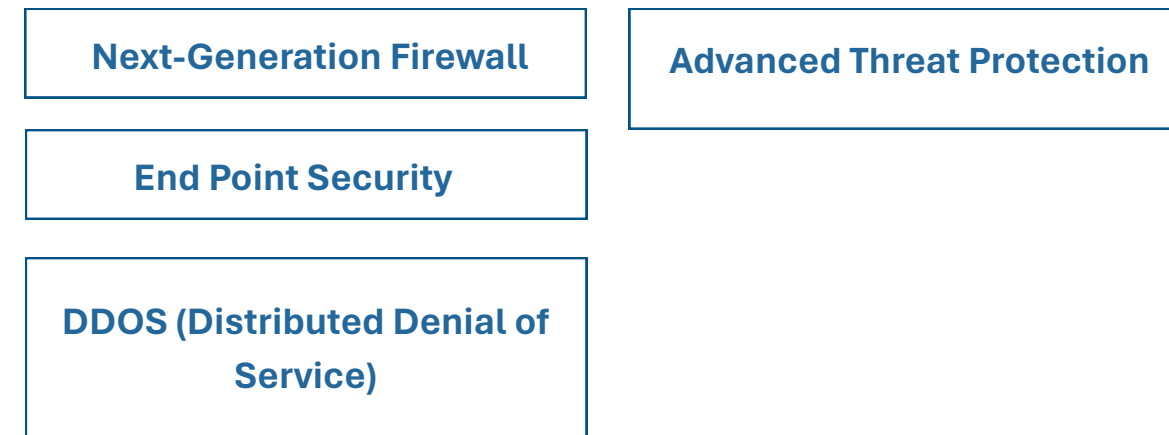 Next-Generation Firewall
Advanced Threat Protection
End Point Security
DDOS (Distributed Denial of
Service)